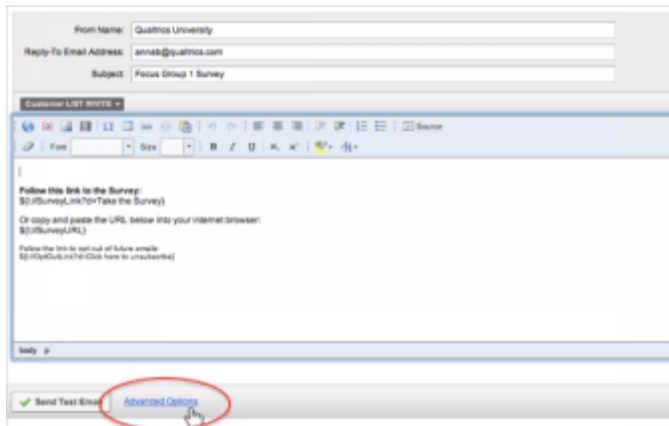 From Name: Qualtrics University
Reply-To Email Address: annab@qualtrics.com
Subject: Focus Group 1 Survey
Customer LIST INVITE
Source
Font Size B I U
Follow this link to the Survey:
${l://SurveyLink?d=Take the Survey}
Or copy and paste the URL below into your internet browser:
${l://SurveyURL}
Follow the link to opt out of future emails:
${l://OptOutLink?d=Click here to unsubscribe}
body p
Send Test Email Advanced Options